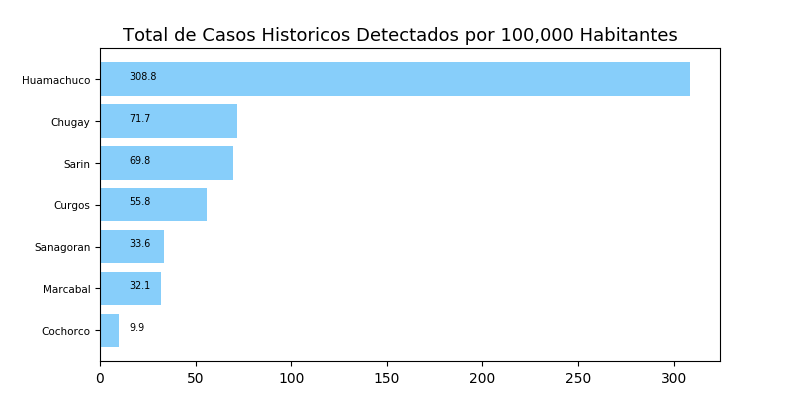 Total de Casos Historicos Detectados por 100,000 Habitantes
Huamachuco 308.8
Chugay 71.7
Sarin 69.8
Curgos 55.8
Sanagoran 33.6
Marcabal 32.1
Cochorco 9.9
0 50 100 150 200 250 300